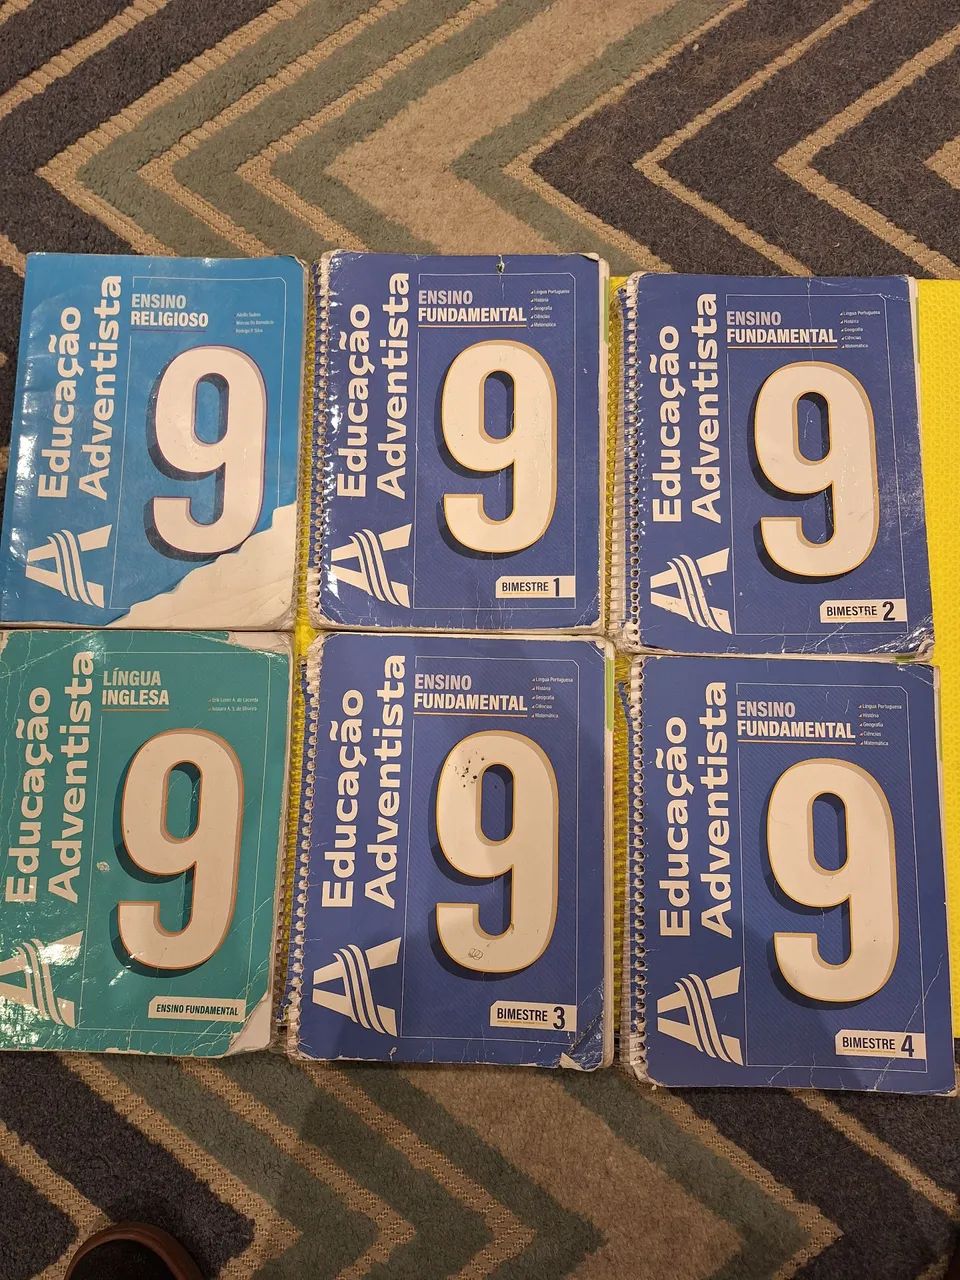 Educação
Adventista
ENSINO
RELIGIOSO
9
Educação
Adventista
ENSINO
FUNDAMENTAL
Língua Portuguesa
História
Geografia
Ciências
Matemática
9
BIMESTRE 1
Educação
Adventista
ENSINO
FUNDAMENTAL
Língua Portuguesa
História
Geografia
Ciências
Matemática
9
BIMESTRE 2
Educação
Adventista
LÍNGUA
INGLESA
9
ENSINO FUNDAMENTAL
Educação
Adventista
ENSINO
FUNDAMENTAL
Língua Portuguesa
História
Geografia
Ciências
Matemática
9
BIMESTRE 3
Educação
Adventista
ENSINO
FUNDAMENTAL
Língua Portuguesa
História
Geografia
Ciências
Matemática
9
BIMESTRE 4